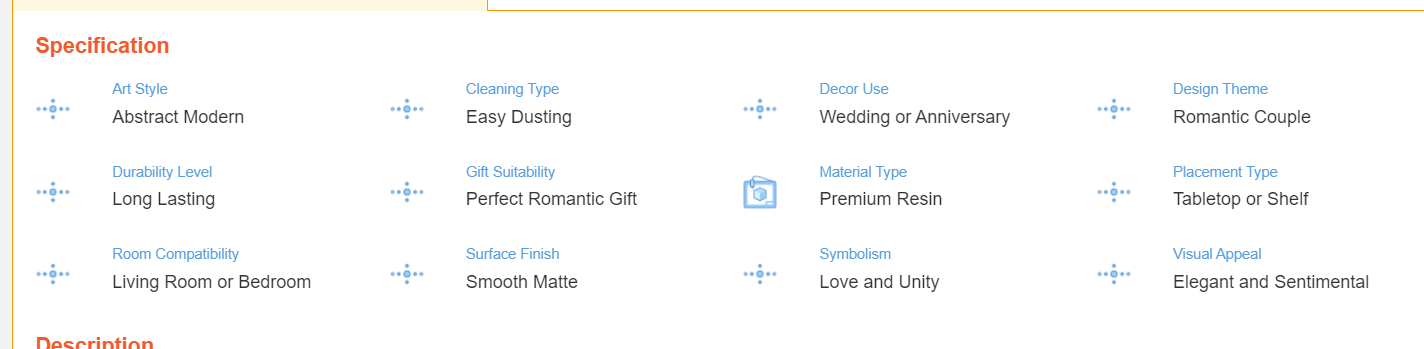 Specification
Art Style
Abstract Modern
Cleaning Type
Easy Dusting
Decor Use
Wedding or Anniversary
Design Theme
Romantic Couple
Durability Level
Long Lasting
Gift Suitability
Perfect Romantic Gift
Material Type
Premium Resin
Placement Type
Tabletop or Shelf
Room Compatibility
Living Room or Bedroom
Surface Finish
Smooth Matte
Symbolism
Love and Unity
Visual Appeal
Elegant and Sentimental
Description